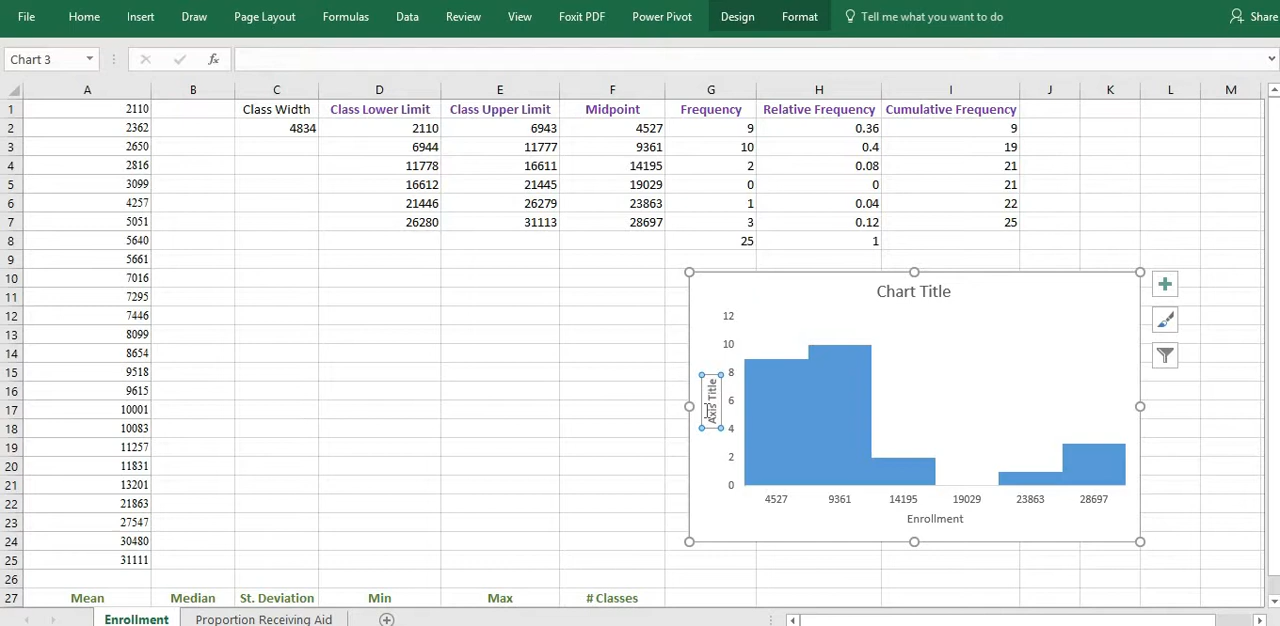 File Home Insert Draw Page Layout Formulas Data Review View Foxit PDF Power Pivot Design Format Tell me what you want to do Share
Chart 3 fx
A B C D E F G H I J K L M
1 2110 Class Width Class Lower Limit Class Upper Limit Midpoint Frequency Relative Frequency Cumulative Frequency
2 2362 4834 2110 6943 4527 9 0.36 9
3 2650 6944 11777 9361 10 0.4 19
4 2816 11778 16611 14195 2 0.08 21
5 3099 16612 21445 19029 0 0 21
6 4257 21446 26279 23863 1 0.04 22
7 5051 26280 31113 28697 3 0.12 25
8 5640 25 1
9 5661
10 7016
11 7295
12 7446
13 8099
14 8654
15 9518
16 9615
17 10001
18 10083
19 11257
20 11831
21 13201
22 21863
23 27547
24 30480
25 31111
26
27 Mean Median St. Deviation Min Max # Classes
Chart Title
12
10
8
6
4
2
0
Axis Title
4527 9361 14195 19029 23863 28697
Enrollment
Enrollment Proportion Receiving Aid